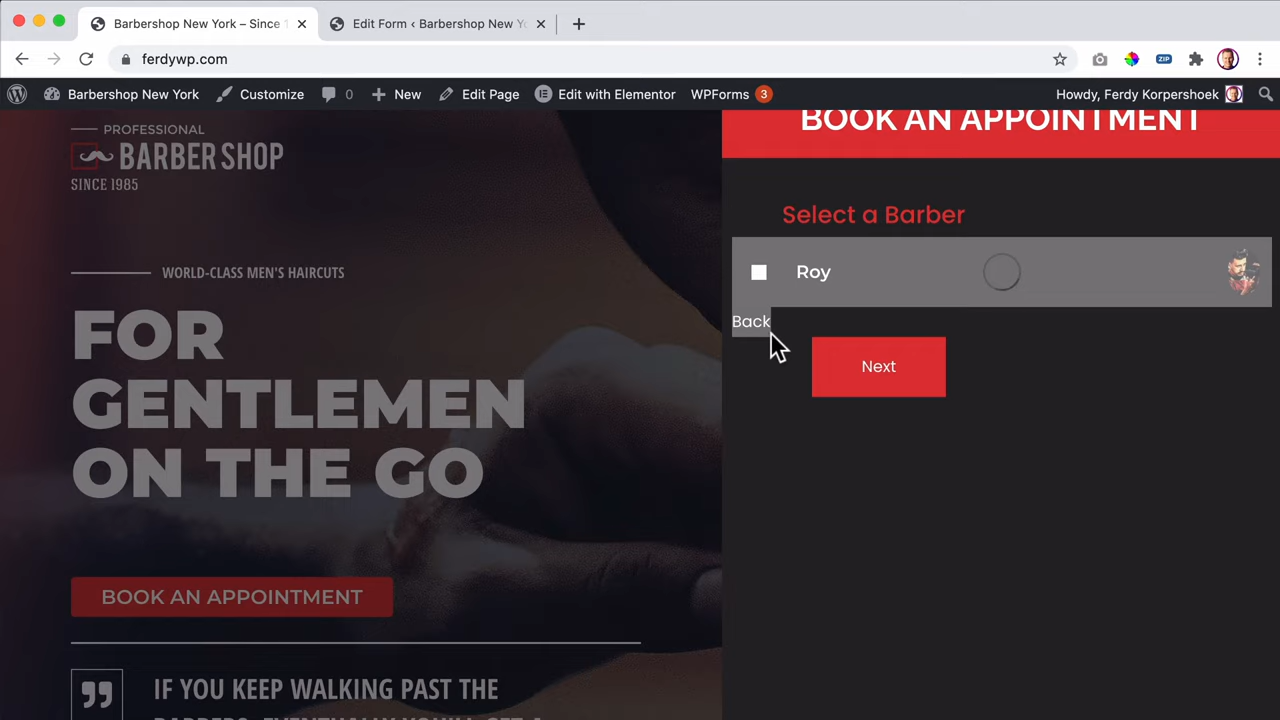 Barbershop New York – Since 1
Edit Form ‹ Barbershop New Yo
ferdywp.com
ZIP
Barbershop New York
Customize
0
New
Edit Page
Edit with Elementor
WPForms 3
Howdy, Ferdy Korpershoek
PROFESSIONAL
BARBER SHOP
SINCE 1985
WORLD-CLASS MEN'S HAIRCUTS
FOR
GENTLEMEN
ON THE GO
BOOK AN APPOINTMENT
IF YOU KEEP WALKING PAST THE
BOOK AN APPOINTMENT
Select a Barber
Roy
Back
Next